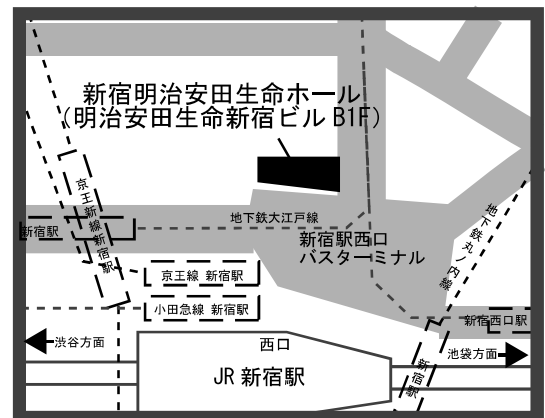 新宿明治安田生命ホール
(明治安田生命新宿ビル B1F)
京王新線新宿駅
新宿駅
地下鉄大江戸線
新宿駅西口
バスターミナル
地下鉄丸ノ内線
京王線 新宿駅
小田急線 新宿駅
新宿西口駅
渋谷方面
西口
池袋方面
JR 新宿駅
新宿駅